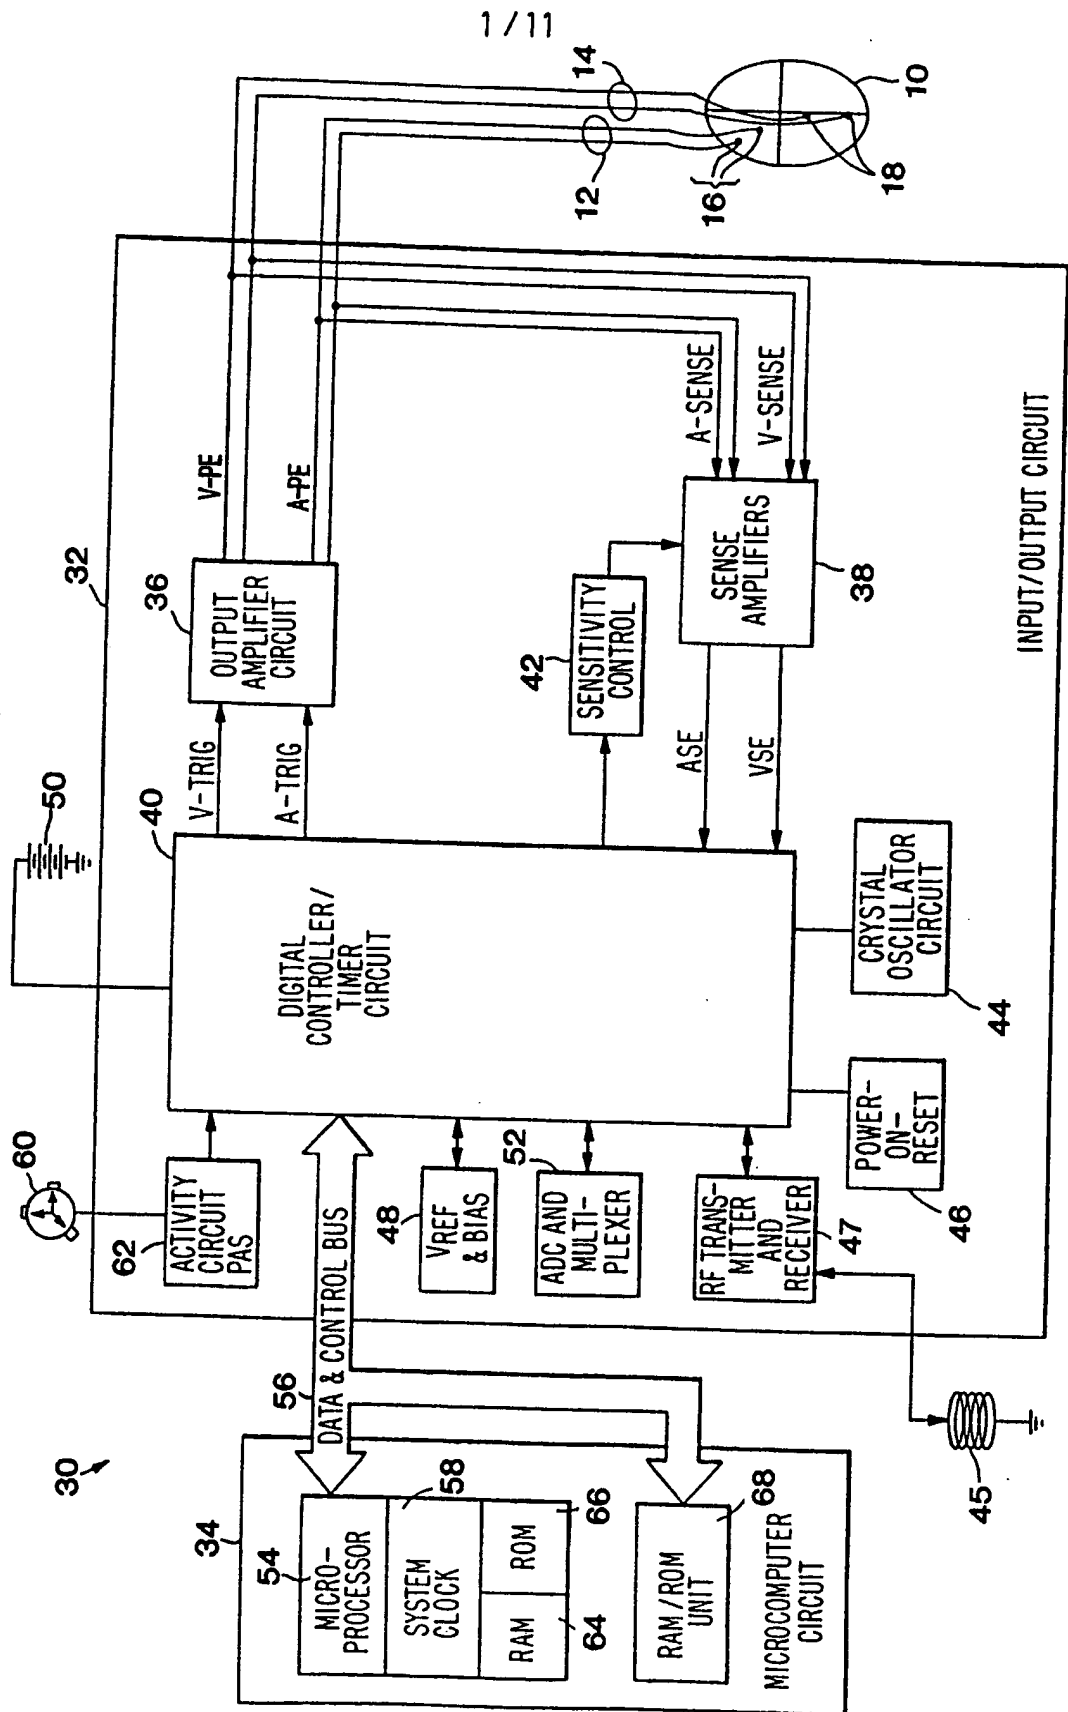 1/11
14
12
10
16
18
32
36
OUTPUT
AMPLIFIER
CIRCUIT
V-PE
A-PE
V-TRIG
A-TRIG
50
40
DIGITAL
CONTROLLER/
TIMER
CIRCUIT
42
SENSITIVITY
CONTROL
A-SENSE
V-SENSE
SENSE
AMPLIFIERS
38
ASE
VSE
INPUT/OUTPUT CIRCUIT
CRYSTAL
OSCILLATOR
CIRCUIT
44
POWER-
ON-
RESET
46
60
62
ACTIVITY
CIRCUIT
PAS
48
VREF
& BIAS
52
ADC AND
MULTI-
PLEXER
RF TRANS-
MITTER
AND
RECEIVER
47
45
56
DATA & CONTROL BUS
30
34
54
MICRO-
PROCESSOR
58
SYSTEM
CLOCK
RAM
ROM
64
66
RAM/ROM
UNIT
68
MICROCOMPUTER
CIRCUIT